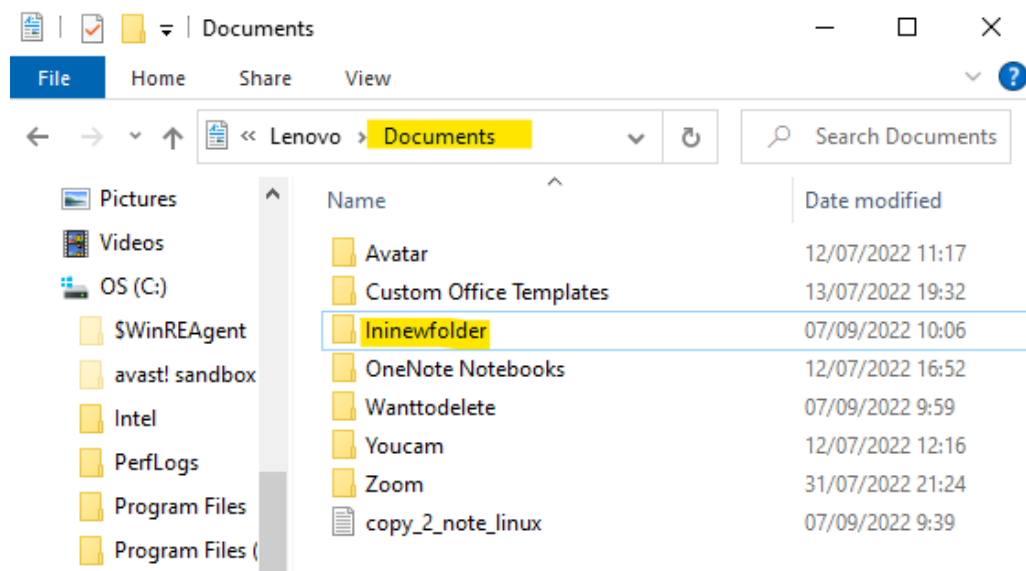 Documents
File Home Share View
« Lenovo › Documents Search Documents
Pictures
Videos
OS (C:)
$WinREAgent
avast! sandbox
Intel
PerfLogs
Program Files
Program Files (
Name Date modified
Avatar 12/07/2022 11:17
Custom Office Templates 13/07/2022 19:32
Ininewfolder 07/09/2022 10:06
OneNote Notebooks 12/07/2022 16:52
Wanttodelete 07/09/2022 9:59
Youcam 12/07/2022 12:16
Zoom 31/07/2022 21:24
copy_2_note_linux 07/09/2022 9:39